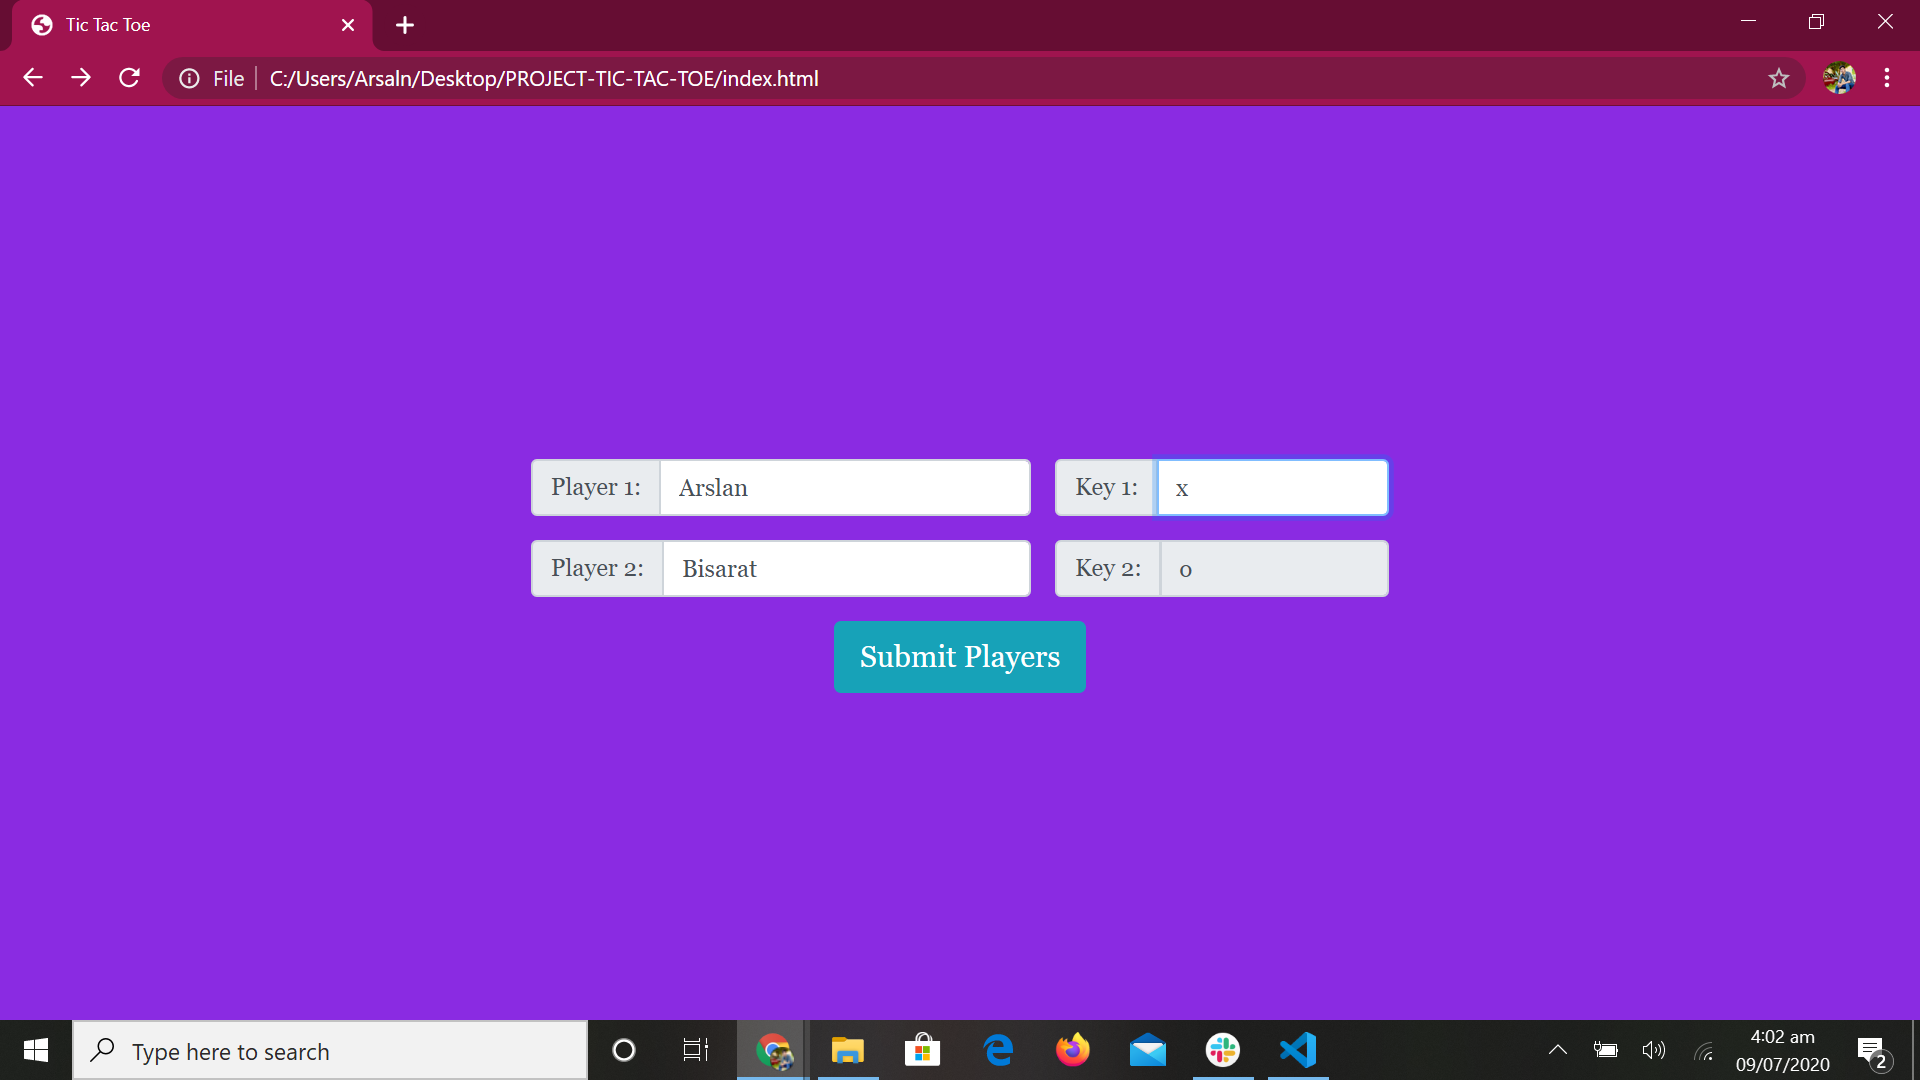 Tic Tac Toe
File C:/Users/Arsaln/Desktop/PROJECT-TIC-TAC-TOE/index.html
Player 1: Arslan Key 1: x
Player 2: Bisarat Key 2: o
Submit Players
Type here to search
4:02 am
09/07/2020
2